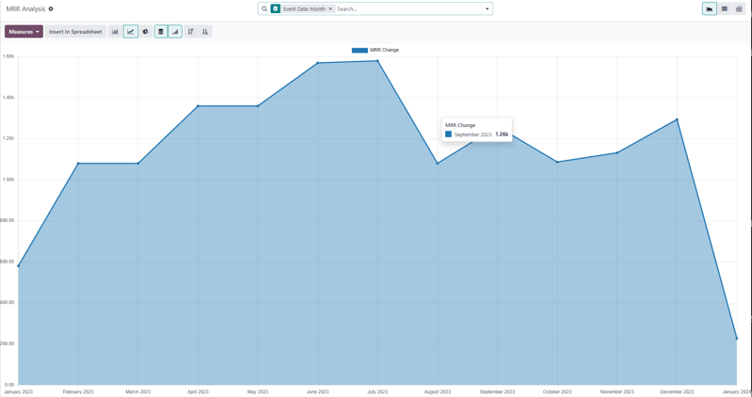 MRR Analysis
Event Date: Month × Search...
Measures Insert in Spreadsheet
MRR Change
1.60k
1.40k
1.20k
1.00k
800.00
600.00
400.00
200.00
0.00
MRR Change
September 2023 1.26k
January 2023 February 2023 March 2023 April 2023 May 2023 June 2023 July 2023 August 2023 September 2023 October 2023 November 2023 December 2023 January 2024